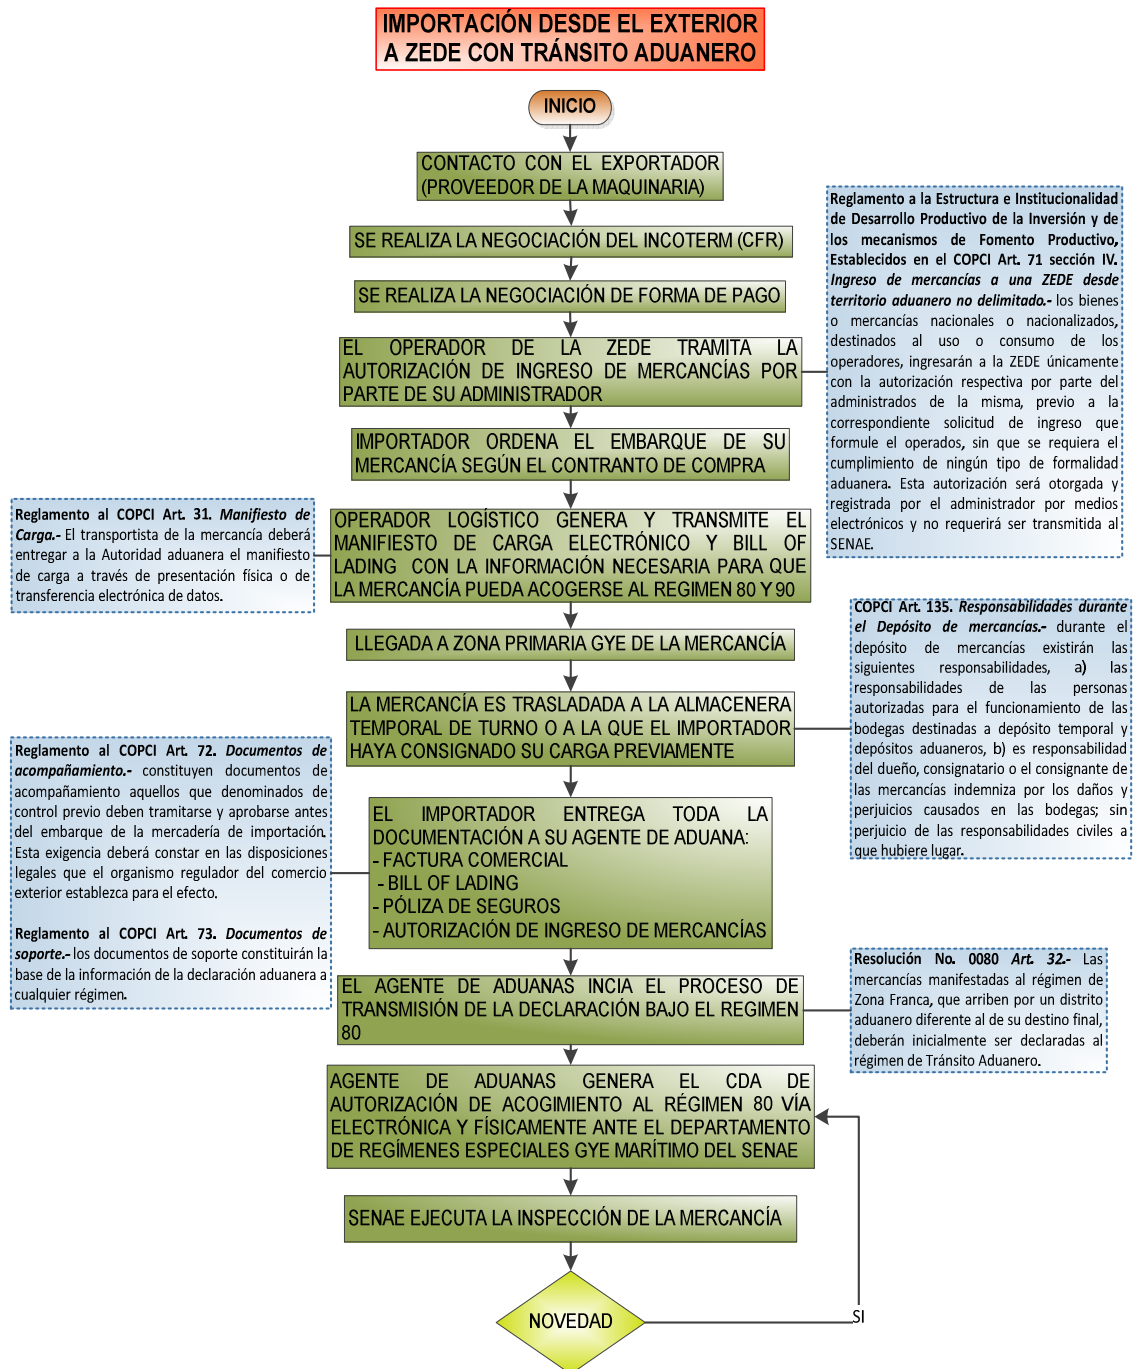 IMPORTACIÓN DESDE EL EXTERIOR
A ZEDE CON TRÁNSITO ADUANERO
INICIO
CONTACTO CON EL EXPORTADOR
(PROVEEDOR DE LA MAQUINARIA)
SE REALIZA LA NEGOCIACIÓN DEL INCOTERM (CFR)
SE REALIZA LA NEGOCIACIÓN DE FORMA DE PAGO
EL OPERADOR DE LA ZEDE TRAMITA LA
AUTORIZACIÓN DE INGRESO DE MERCANCÍAS POR
PARTE DE SU ADMINISTRADOR
Reglamento a la Estructura e Institucionalidad
de Desarrollo Productivo de la Inversión y de
los mecanismos de Fomento Productivo,
Establecidos en el COPCI Art. 71 sección IV.
Ingreso de mercancías a una ZEDE desde
territorio aduanero no delimitado.- los bienes
o mercancías nacionales o nacionalizados,
destinados al uso o consumo de los
operadores, ingresarán a la ZEDE únicamente
con la autorización respectiva por parte del
administrados de la misma, previo a la
correspondiente solicitud de ingreso que
formule el operados, sin que se requiera el
cumplimiento de ningún tipo de formalidad
aduanera. Esta autorización será otorgada y
registrada por el administrador por medios
electrónicos y no requerirá ser transmitida al
SENAE.
IMPORTADOR ORDENA EL EMBARQUE DE SU
MERCANCÍA SEGÚN EL CONTRANTO DE COMPRA
OPERADOR LOGÍSTICO GENERA Y TRANSMITE EL
MANIFIESTO DE CARGA ELECTRÓNICO Y BILL OF
LADING CON LA INFORMACIÓN NECESARIA PARA QUE
LA MERCANCÍA PUEDA ACOGERSE AL REGIMEN 80 Y 90
Reglamento al COPCI Art. 31. Manifiesto de
Carga.- El transportista de la mercancía deberá
entregar a la Autoridad aduanera el manifiesto
de carga a través de presentación física o de
transferencia electrónica de datos.
LLEGADA A ZONA PRIMARIA GYE DE LA MERCANCÍA
LA MERCANCÍA ES TRASLADADA A LA ALMACENERA
TEMPORAL DE TURNO O A LA QUE EL IMPORTADOR
HAYA CONSIGNADO SU CARGA PREVIAMENTE
COPCI Art. 135. Responsabilidades durante
el Depósito de mercancías.- durante el
depósito de mercancías existirán las
siguientes responsabilidades, a) las
responsabilidades de las personas
autorizadas para el funcionamiento de las
bodegas destinadas a depósito temporal y
depósitos aduaneros, b) es responsabilidad
del dueño, consignatario o el consignante de
las mercancías indemniza por los daños y
perjuicios causados en las bodegas; sin
perjuicio de las responsabilidades civiles a
que hubiere lugar.
EL IMPORTADOR ENTREGA TODA LA
DOCUMENTACIÓN A SU AGENTE DE ADUANA:
- FACTURA COMERCIAL
- BILL OF LADING
- PÓLIZA DE SEGUROS
- AUTORIZACIÓN DE INGRESO DE MERCANCÍAS
Reglamento al COPCI Art. 72. Documentos de
acompañamiento.- constituyen documentos de
acompañamiento aquellos que denominados de
control previo deben tramitarse y aprobarse antes
del embarque de la mercadería de importación.
Esta exigencia deberá constar en las disposiciones
legales que el organismo regulador del comercio
exterior establezca para el efecto.
Reglamento al COPCI Art. 73. Documentos de
soporte.- los documentos de soporte constituirán la
base de la información de la declaración aduanera a
cualquier régimen.
EL AGENTE DE ADUANAS INCIA EL PROCESO DE
TRANSMISIÓN DE LA DECLARACIÓN BAJO EL REGIMEN
80
Resolución No. 0080 Art. 32.- Las
mercancías manifestadas al régimen de
Zona Franca, que arriben por un distrito
aduanero diferente al de su destino final,
deberán inicialmente ser declaradas al
régimen de Tránsito Aduanero.
AGENTE DE ADUANAS GENERA EL CDA DE
AUTORIZACIÓN DE ACOGIMIENTO AL RÉGIMEN 80 VÍA
ELECTRÓNICA Y FÍSICAMENTE ANTE EL DEPARTAMENTO
DE REGÍMENES ESPECIALES GYE MARÍTIMO DEL SENAE
SENAE EJECUTA LA INSPECCIÓN DE LA MERCANCÍA
NOVEDAD
SI